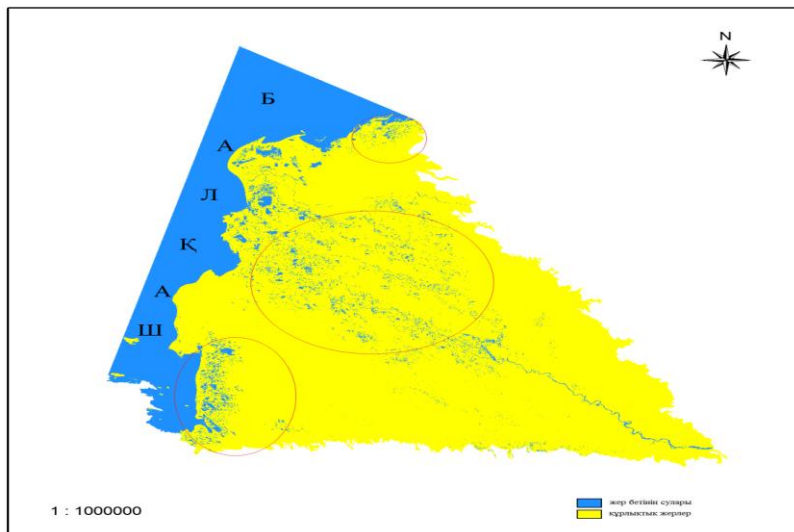 N
Б
А
Л
Қ
А
Ш
жер бетінің сулары
құрлықтық жерлер
1 : 1000000